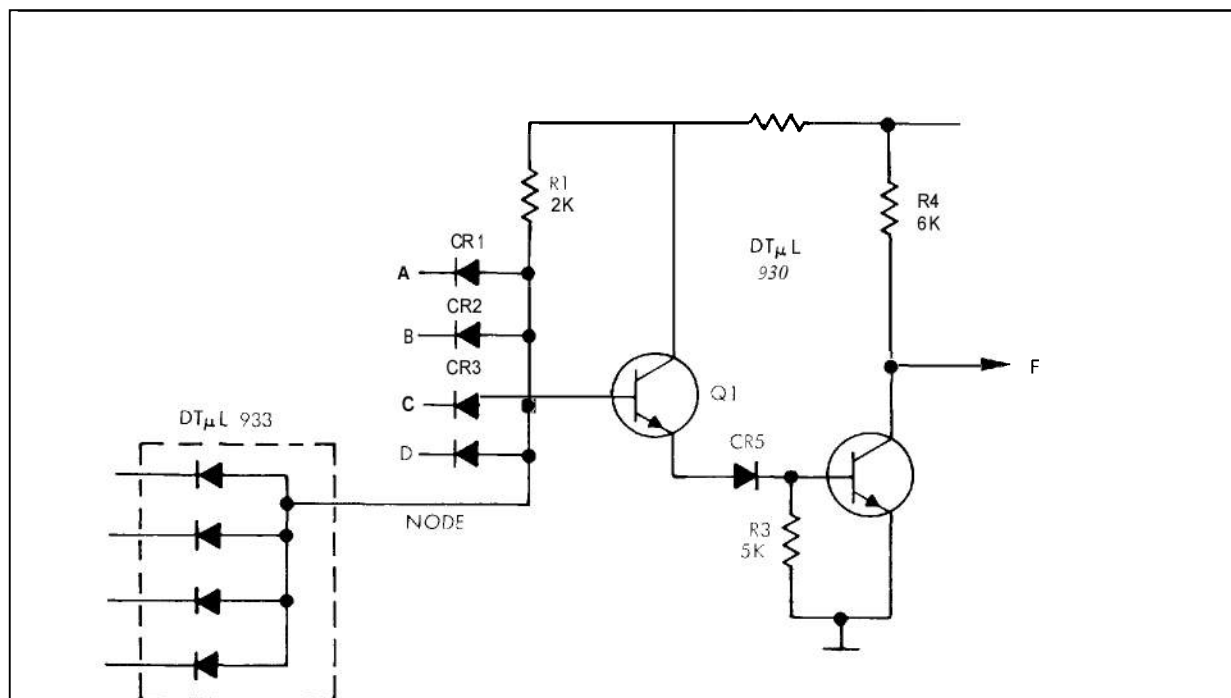 R1
2K
R4
6K
CR1
A
DTμL
930
CR2
B
CR3
C
Q1
F
DTμL 933
D
CR5
NODE
R3
5K